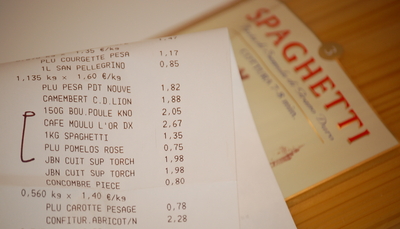 1,35 €/kg
PLU COURGETTE PESA 1.17
1L SAN PELLEGRINO 0.85
1,135 kg x 1,60 €/kg
PLU PESA PDT NOUVE 1,82
CAMEMBERT C.D.LION 1,88
150G BOU.POULE KNO 2,05
CAFE MOULU L'OR DX 2.67
1KG SPAGHETTI 1,35
PLU POMELOS ROSE 0,75
JBN CUIT SUP TORCH 1.98
JBN CUIT SUP TORCH 1.98
CONCOMBRE PIECE 0.80
0.560 kg x 1,40 €/kg
PLU CAROTTE PESAGE 0,78
CONFITUR.ABRICOT/N 2.28
SPAGHETTI